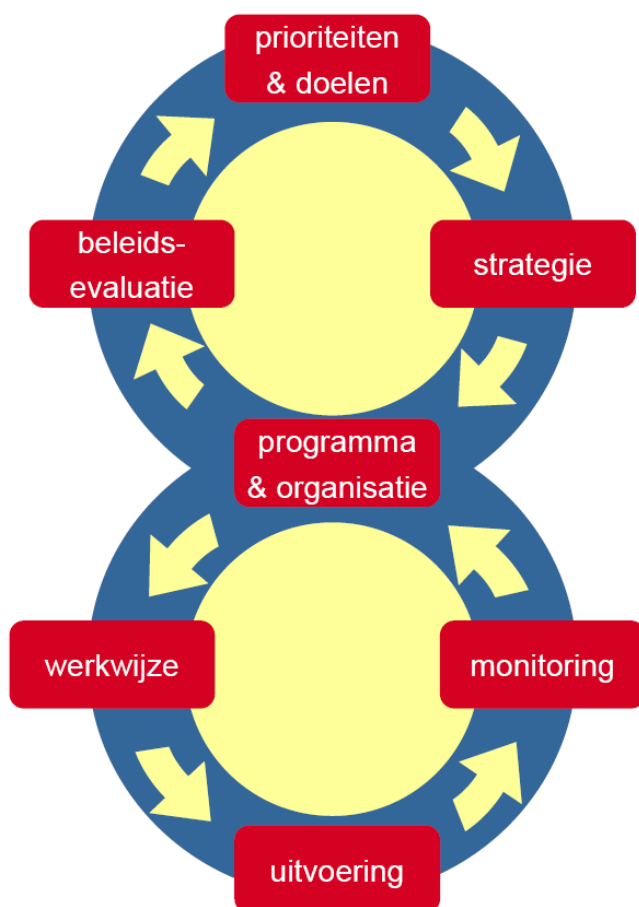 prioriteiten
& doelen
beleids-
evaluatie
strategie
programma
& organisatie
werkwijze
monitoring
uitvoering